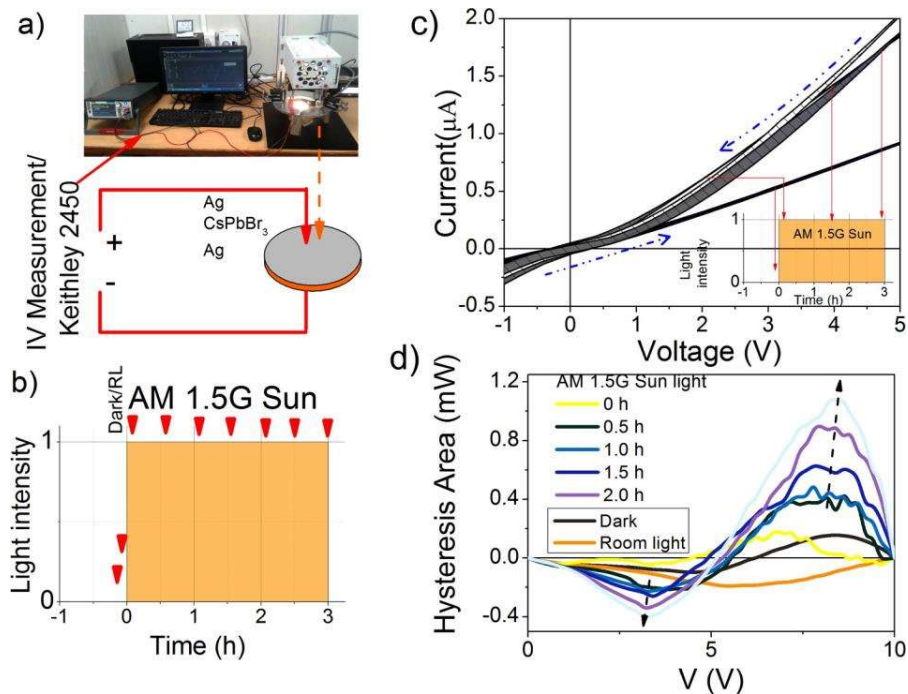 a)
IV Measurement/
Keithley 2450
+
-
Ag
CsPbBr3
Ag
b)
Dark/RL
AM 1.5G Sun
Light intensity
1
0
-1 0 1 2 3
Time (h)
c)
Current(µA)
2.0
1.5
1.0
0.5
0.0
-0.5
-1 0 1 2 3 4 5
Voltage (V)
AM 1.5G Sun
Light
intensity
1
0
-1 0 1 2 3
Time (h)
d)
Hysteresis Area (mW)
1.2
0.8
0.4
0.0
-0.4
AM 1.5G Sun light
0 h
0.5 h
1.0 h
1.5 h
2.0 h
Dark
Room light
0 5 10
V (V)